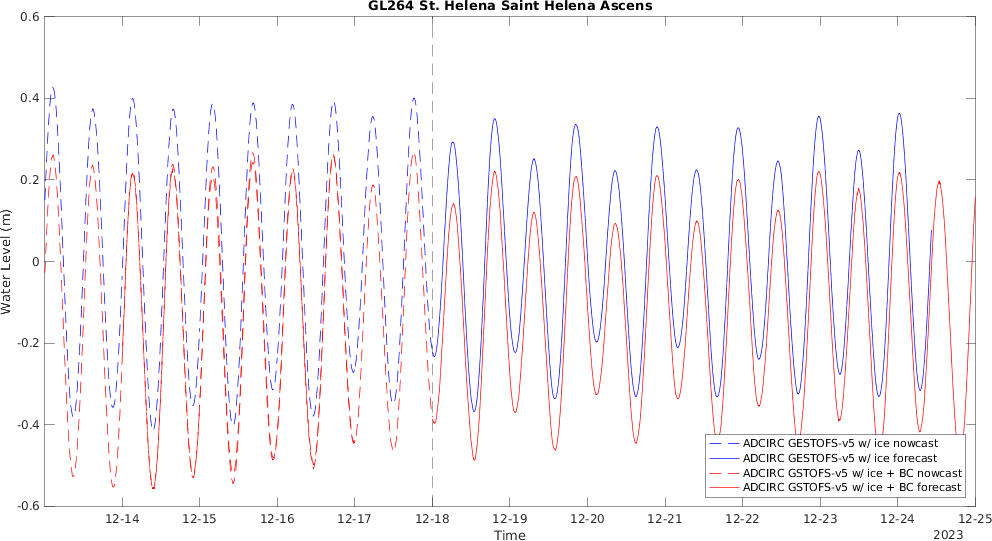 GL264 St. Helena Saint Helena Ascens
0.6
0.4
0.2
0
-0.2
-0.4
-0.6
Water Level (m)
12-14
12-15
12-16
12-17
12-18
12-19
12-20
12-21
12-22
12-23
12-24
12-25
Time
2023
ADCIRC GESTOFS-v5 w/ ice nowcast
ADCIRC GESTOFS-v5 w/ ice forecast
ADCIRC GSTOFS-v5 w/ ice + BC nowcast
ADCIRC GSTOFS-v5 w/ ice + BC forecast